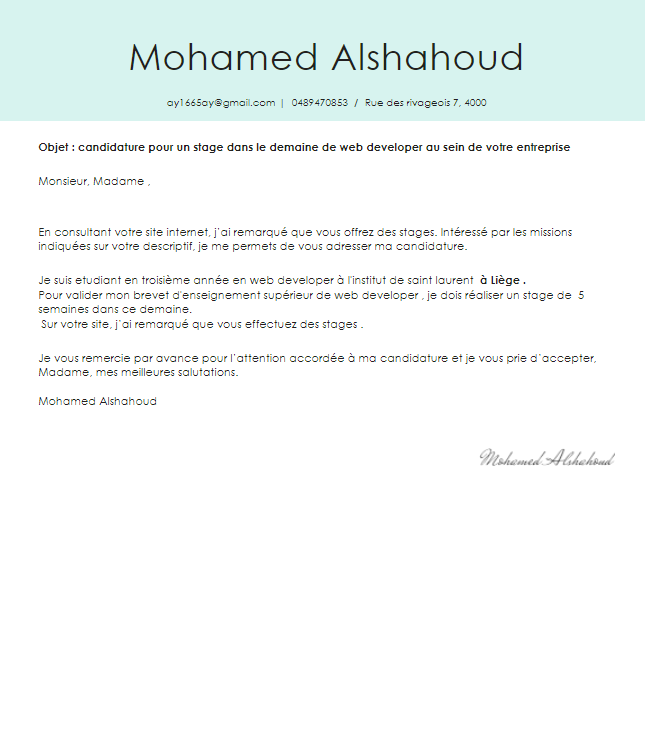 Mohamed Alshahoud
ay1665ay@gmail.com | 0489470853 / Rue des rivageois 7, 4000
Objet : candidature pour un stage dans le demaine de web developer au sein de votre entreprise
Monsieur, Madame ,
En consultant votre site internet, j'ai remarqué que vous offrez des stages. Intéressé par les missions
indiquées sur votre descriptif, je me permets de vous adresser ma candidature.
Je suis etudiant en troisième année en web developer à l'institut de saint laurent à Liège .
Pour valider mon brevet d'enseignement supérieur de web developer , je dois réaliser un stage de 5
semaines dans ce demaine.
Sur votre site, j'ai remarqué que vous effectuez des stages .
Je vous remercie par avance pour l'attention accordée à ma candidature et je vous prie d'accepter,
Madame, mes meilleures salutations.
Mohamed Alshahoud
Mohamed Alshahoud